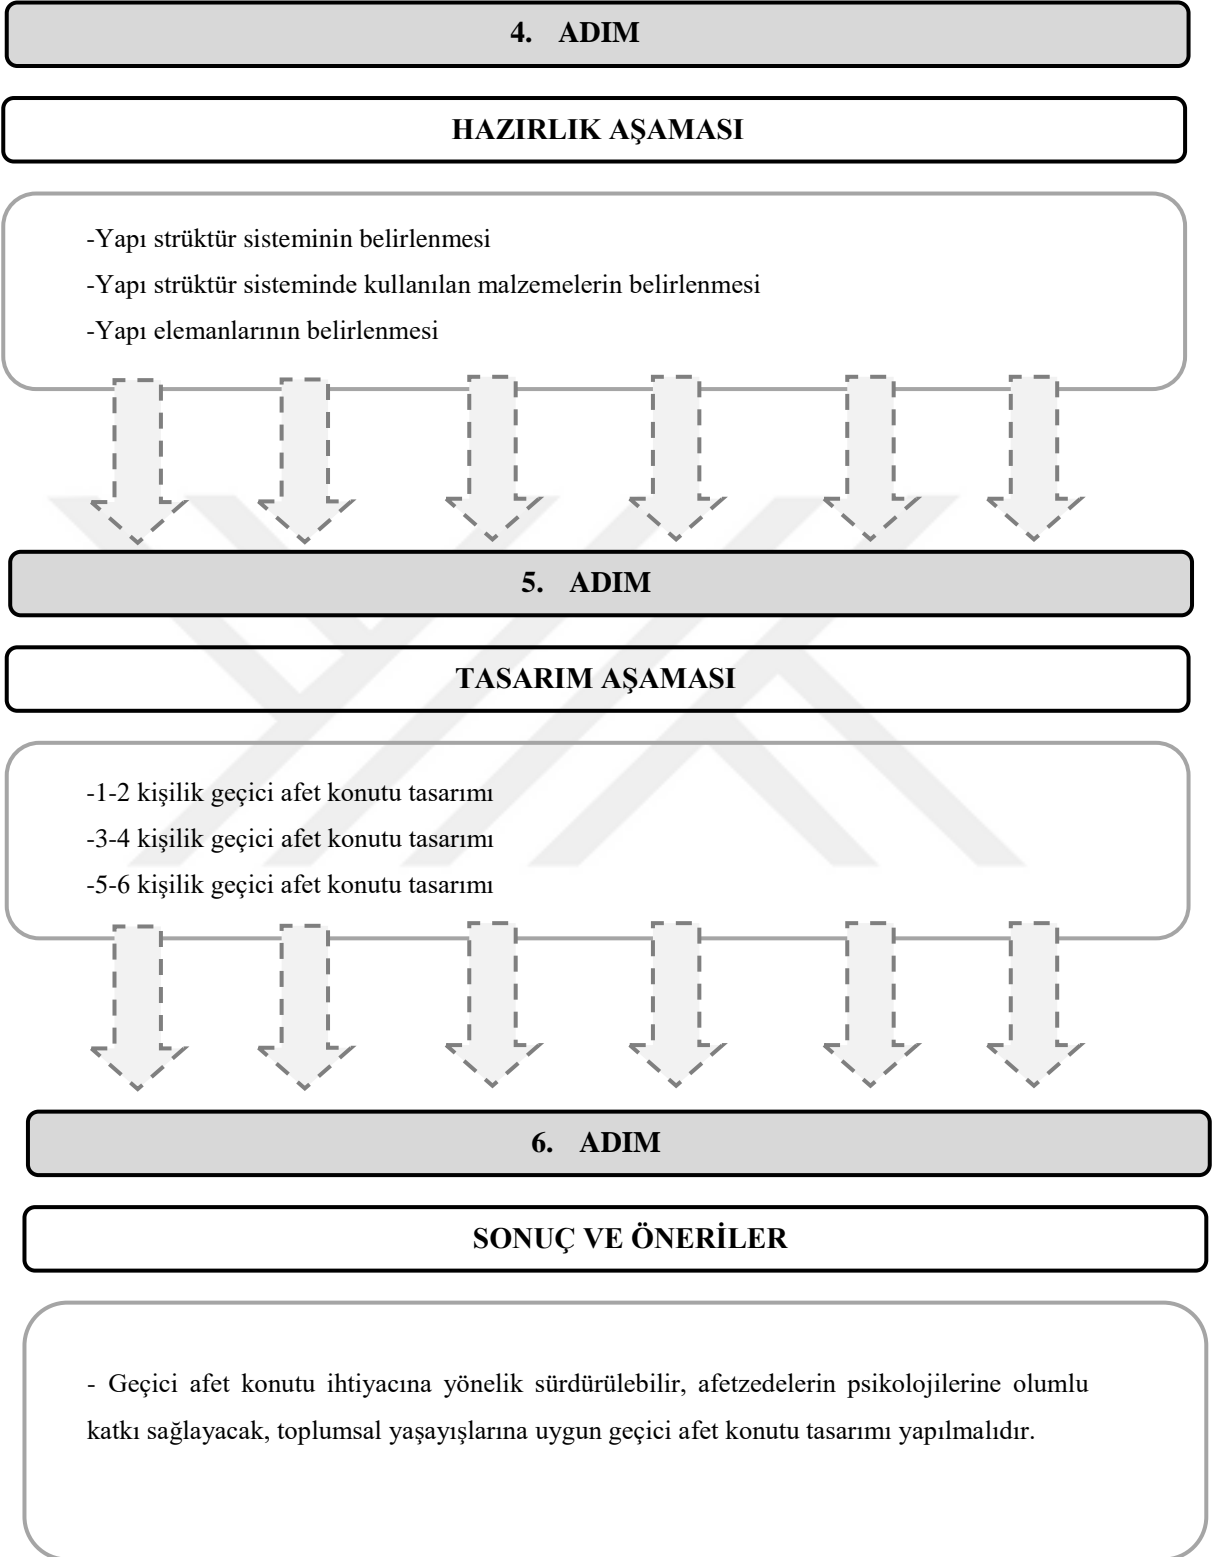 4. ADIM
HAZIRLIK AŞAMASI
-Yapı strüktür sisteminin belirlenmesi
-Yapı strüktür sisteminde kullanılan malzemelerin belirlenmesi
-Yapı elemanlarının belirlenmesi
5. ADIM
TASARIM AŞAMASI
-1-2 kişilik geçici afet konutu tasarımı
-3-4 kişilik geçici afet konutu tasarımı
-5-6 kişilik geçici afet konutu tasarımı
6. ADIM
SONUÇ VE ÖNERİLER
- Geçici afet konutu ihtiyacına yönelik sürdürülebilir, afetzedelerin psikolojilerine olumlu
katkı sağlayacak, toplumsal yaşayışlarına uygun geçici afet konutu tasarımı yapılmalıdır.